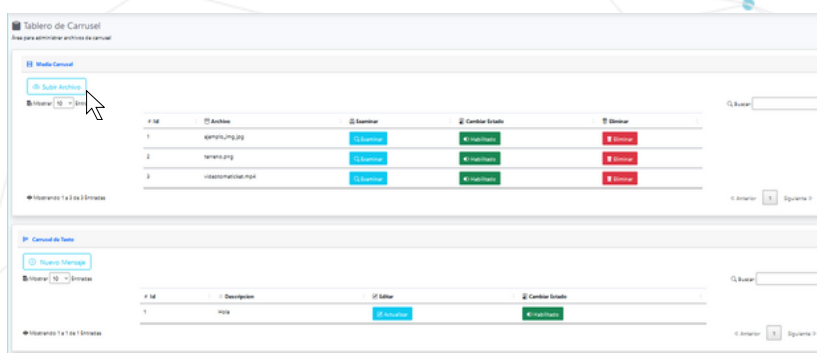 Tablero de Carrusel
Área para administrar archivos de carrusel
Media Carrusel
Subir Archivo
Mostrar 10 Entradas
Buscar:
# Id Archivo Examinar Cambiar Estado Eliminar
1 ejemplo_img.jpg Examinar Habilitado Eliminar
2 terreno.png Examinar Habilitado Eliminar
3 Examinar Habilitado Eliminar
Mostrando 1 a 3 de 3 Entradas
Anterior 1 Siguiente
Carrusel de Texto
Nuevo Mensaje
Mostrar 10 Entradas
Buscar:
# Id Descripcion Editar Cambiar Estado
1 Hola Actualizar Habilitado
Mostrando 1 a 1 de 1 Entradas
Anterior 1 Siguiente